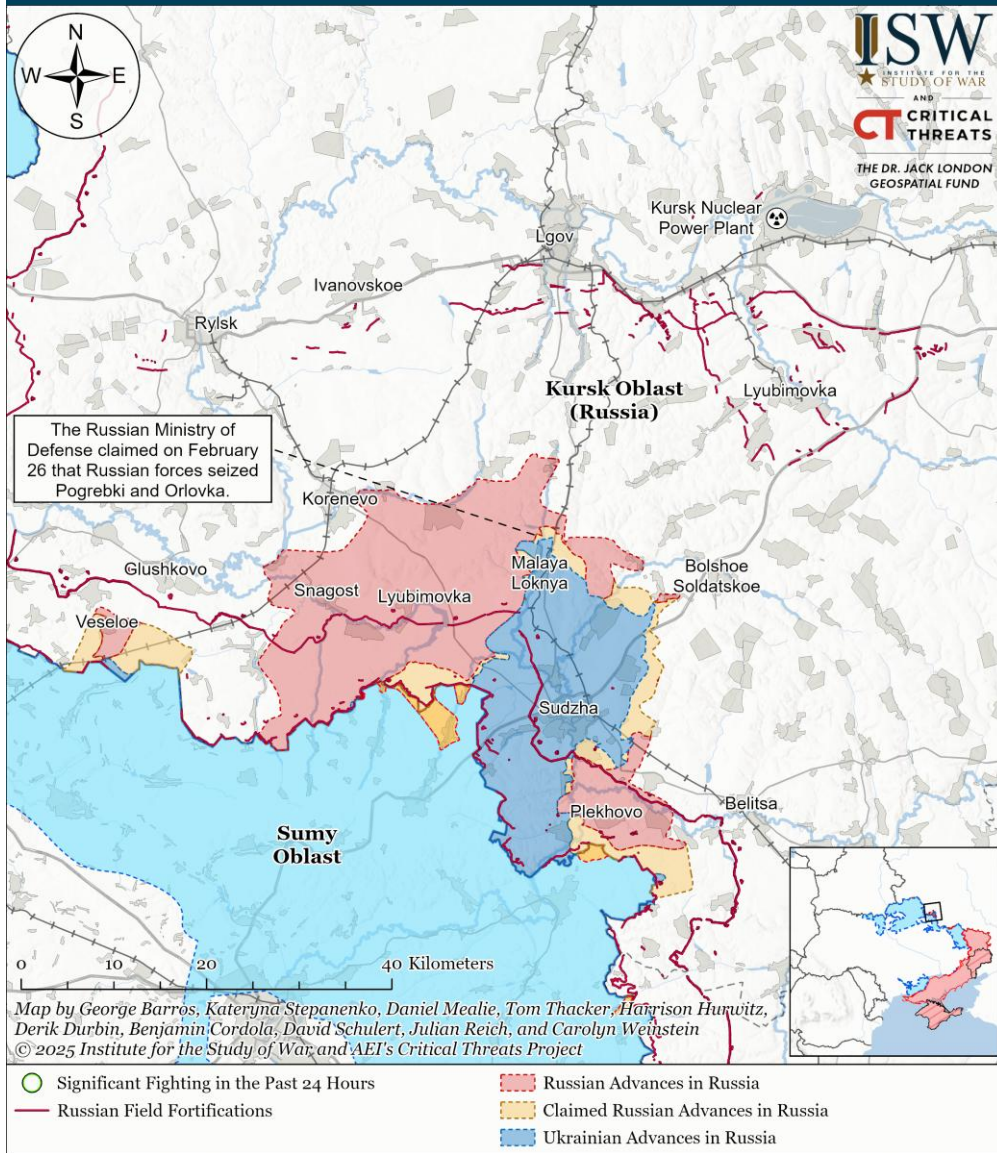 N
W E
S
ISW
INSTITUTE FOR THE
STUDY OF WAR
AND
CT CRITICAL
THREATS
THE DR. JACK LONDON
GEOSPATIAL FUND
Kursk Nuclear
Power Plant
Lgov
Ivanovskoe
Rylsk
Kursk Oblast
(Russia)
Lyubimovka
The Russian Ministry of
Defense claimed on February
26 that Russian forces seized
Pogrebki and Orlovka.
Korenevo
Glushkovo
Malaya
Loknya
Bolshoe
Soldatskoe
Snagost
Lyubimovka
Veseloe
Sudzha
Plekhovo
Belitsa
Sumy
Oblast
0 10 20 40 Kilometers
Map by George Barros, Kateryna Stepanenko, Daniel Mealie, Tom Thacker, Harrison Hurwitz,
Derik Durbin, Benjamin Cordola, David Schulert, Julian Reich, and Carolyn Weinstein
© 2025 Institute for the Study of War and AEI's Critical Threats Project
Significant Fighting in the Past 24 Hours
Russian Field Fortifications
Russian Advances in Russia
Claimed Russian Advances in Russia
Ukrainian Advances in Russia